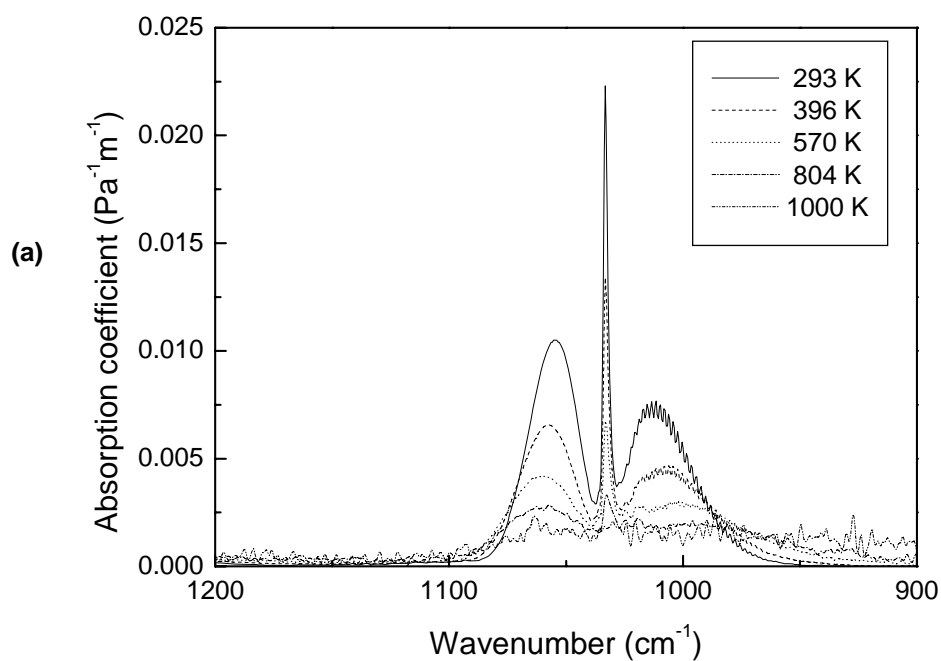 (a)
Absorption coefficient (Pa⁻¹m⁻¹)
0.025
0.020
0.015
0.010
0.005
0.000
293 K
396 K
570 K
804 K
1000 K
1200
1100
1000
900
Wavenumber (cm⁻¹)